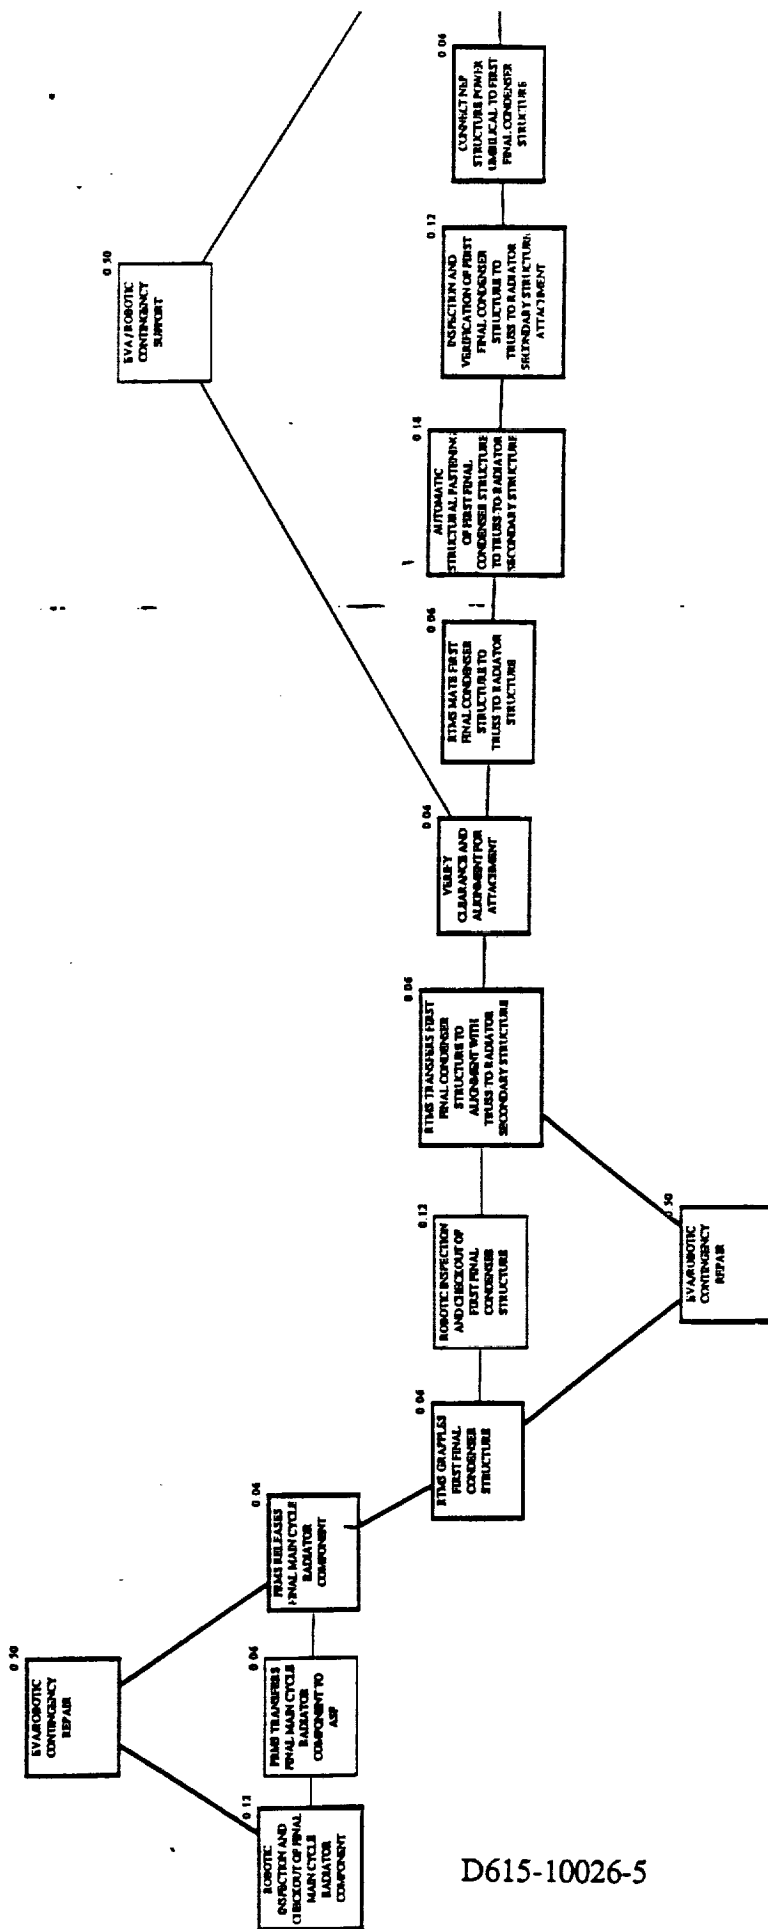 0.12
ROBOTIC
INSPECTION AND
CHECKOUT OF FINAL
MAIN CYCLE
RADIATOR
COMPONENT
0.50
EVA/ROBOTIC
CONTINGENCY
REPAIR
0.06
PRMS TRANSFERS
FINAL MAIN CYCLE
RADIATOR
COMPONENT TO
ASF
0.06
PRMS RELEASES
FINAL MAIN CYCLE
RADIATOR
COMPONENT
0.06
RTMS GRAPPLES
FIRST FINAL
CONDENSER
STRUCTURE
0.12
ROBOTIC INSPECTION
AND CHECKOUT OF
FIRST FINAL
CONDENSER
STRUCTURE
0.50
EVA/ROBOTIC
CONTINGENCY
REPAIR
0.06
RTMS TRANSFERS FIRST
FINAL CONDENSER
STRUCTURE TO
ALIGNMENT WITH
TRUSS-TO-RADIATOR
SECONDARY STRUCTURE
0.06
VERIFY
CLEARANCE AND
ALIGNMENT FOR
ATTACHMENT
0.06
RTMS MATE FIRST
FINAL CONDENSER
STRUCTURE TO
TRUSS-TO-RADIATOR
STRUCTURE
0.50
EVA/ROBOTIC
CONTINGENCY
SUPPORT
AUTOMATIC
STRUCTURAL FASTENING
OF FIRST FINAL
CONDENSER STRUCTURE
TO TRUSS-TO-RADIATOR
SECONDARY STRUCTURE
0.12
INSPECTION AND
VERIFICATION OF FIRST
FINAL CONDENSER
STRUCTURE TO
TRUSS TO RADIATOR
SECONDARY STRUCTURE
ATTACHMENT
0.06
CONNECT NEP
STRUCTURE POWER
UMBILICAL TO FIRST
FINAL CONDENSER
STRUCTURE
D615-10026-5